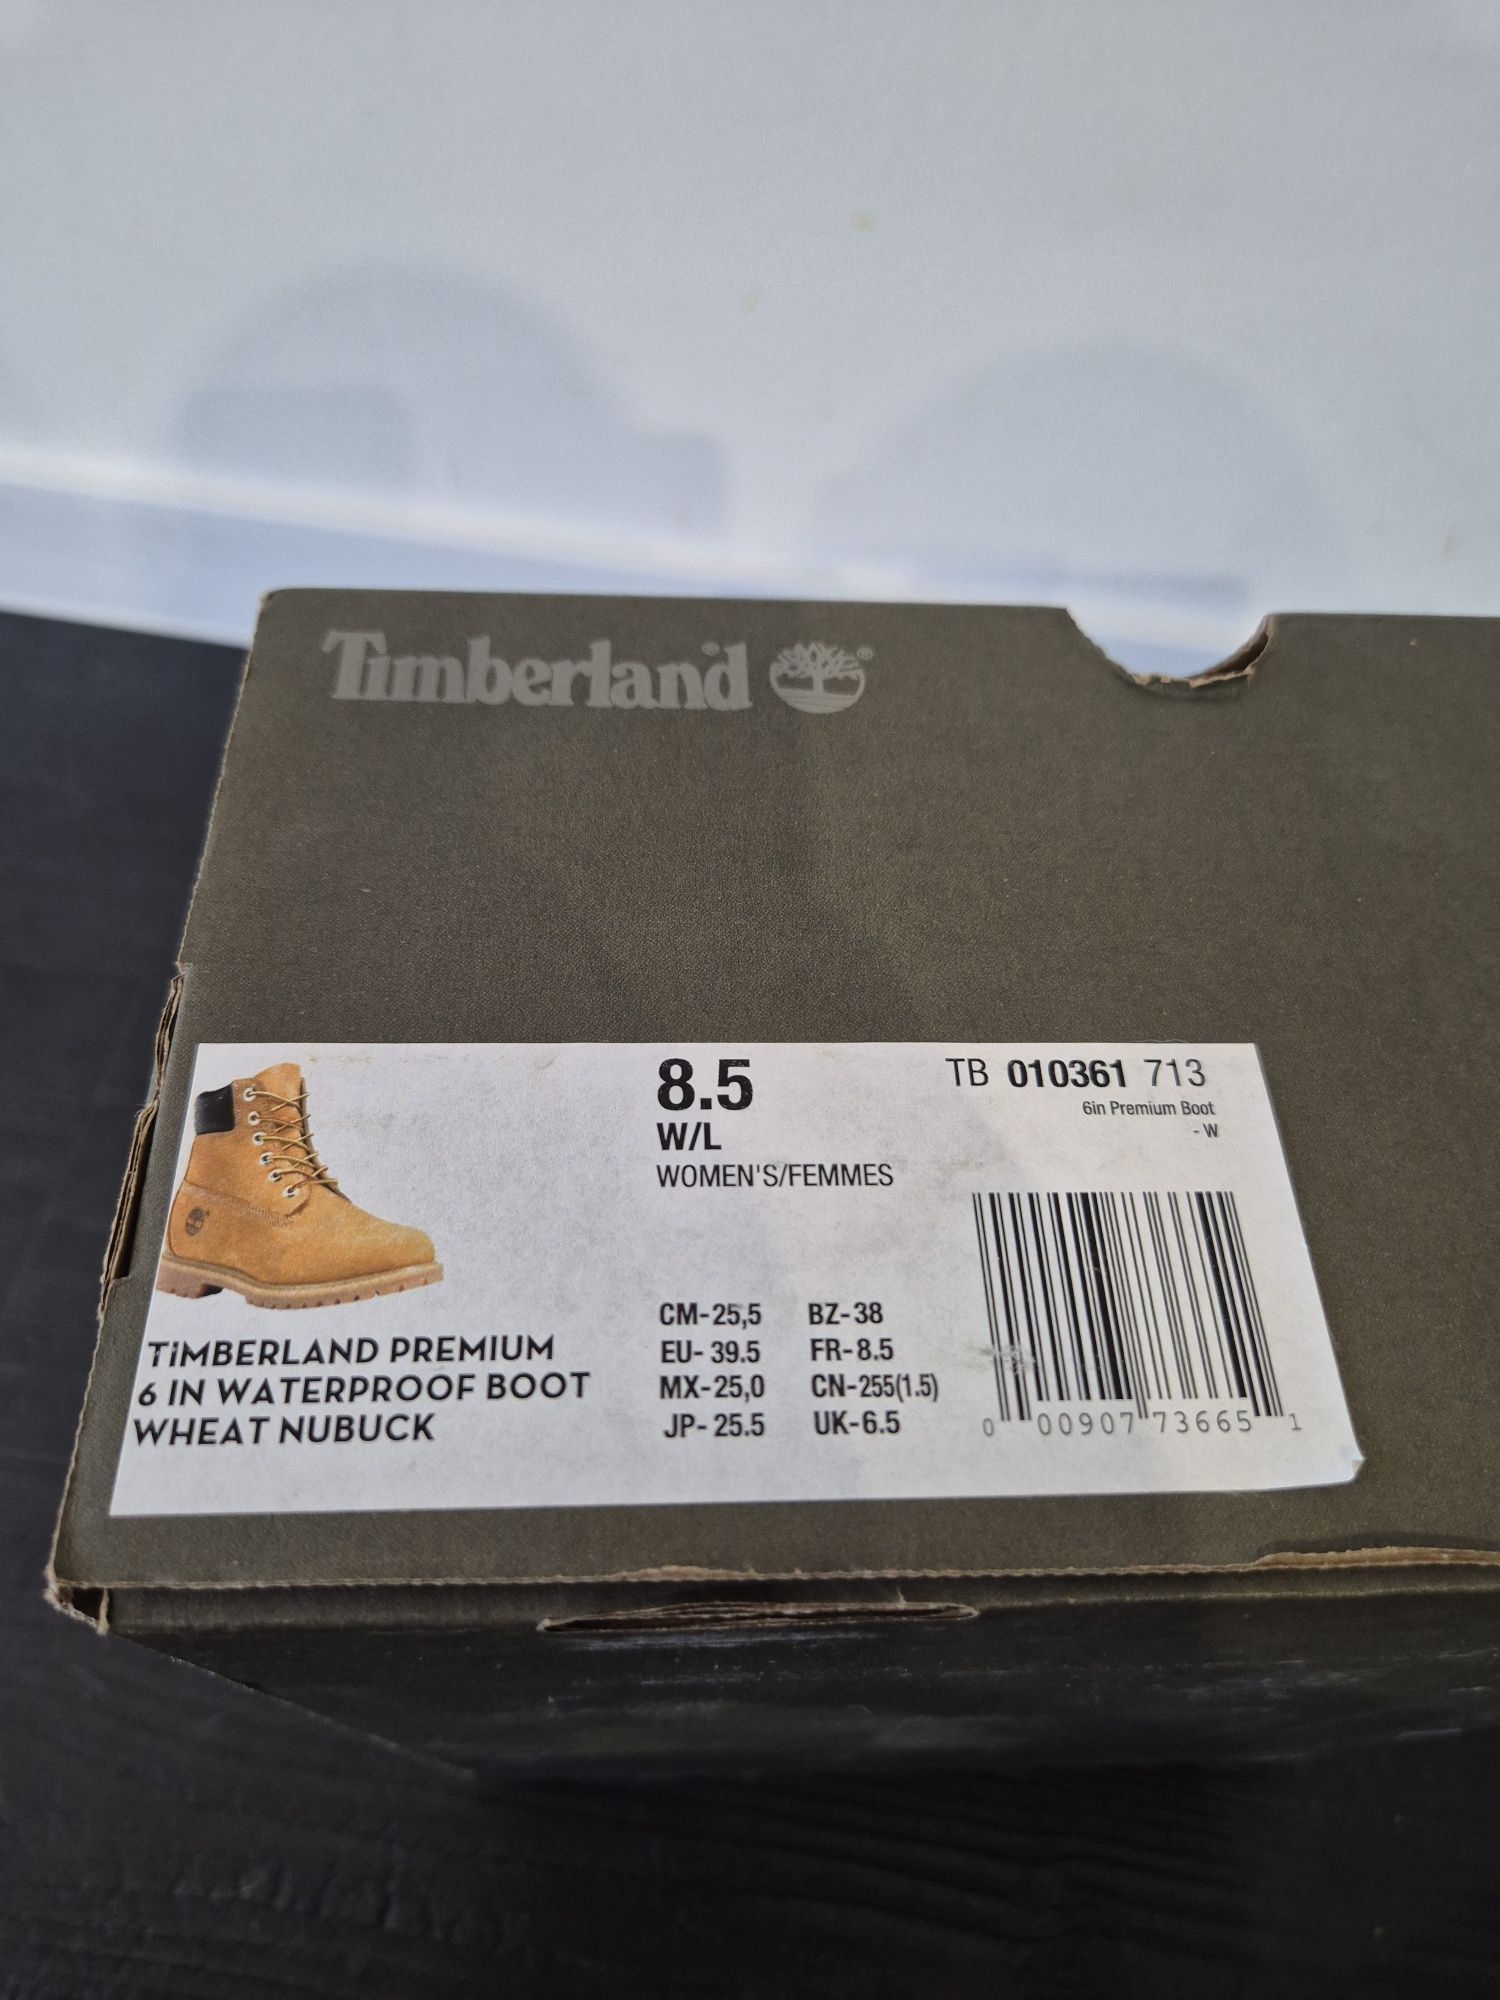 Timberland ®
8.5
W/L
WOMEN'S/FEMMES
TB 010361 713
6in Premium Boot
- W
TIMBERLAND PREMIUM
6 IN WATERPROOF BOOT
WHEAT NUBUCK
CM-25,5 BZ-38
EU- 39.5 FR-8.5
MX-25,0 CN-255(1.5)
JP- 25.5 UK-6.5
0 00907 73665 1